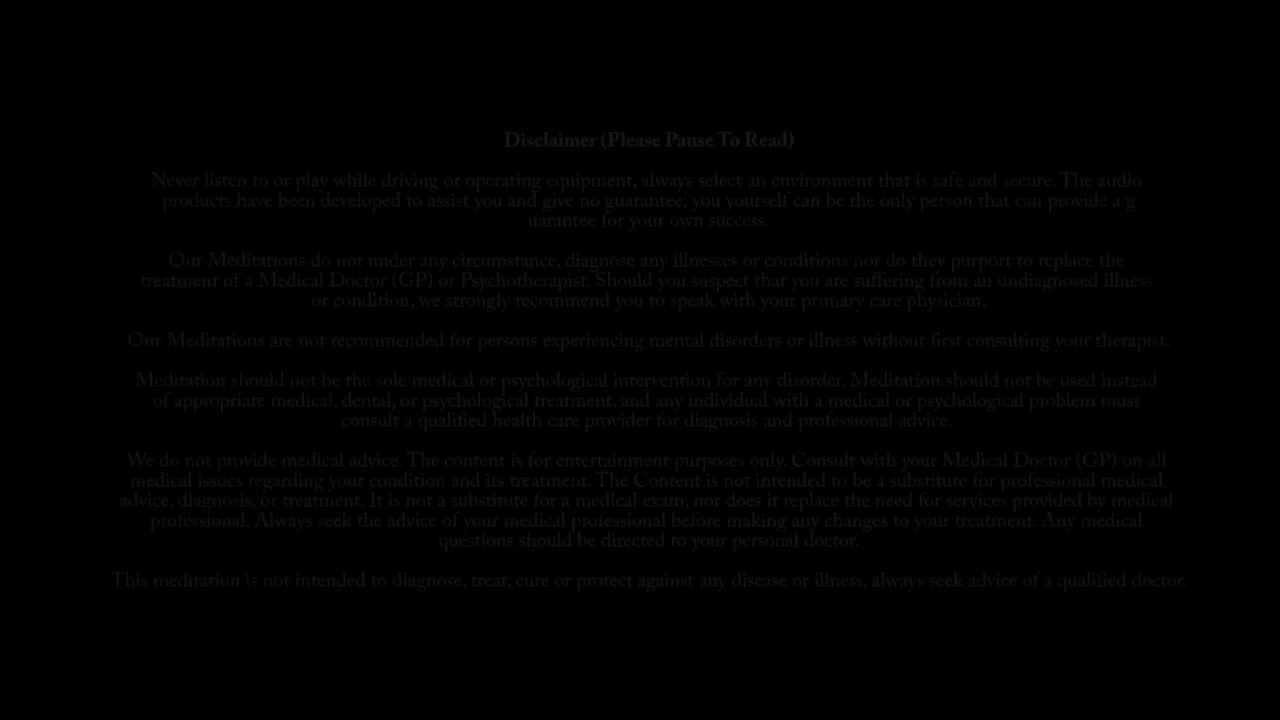 Disclaimer (Please Pause To Read)
Never listen to or play while driving or operating equipment, always select an environment that is safe and secure. The audio
products have been developed to assist you and give no guarantee; you yourself can be the only person that can provide a g
uarantee for your own success.
Our Meditations do not under any circumstance, diagnose any illnesses or conditions nor do they purport to replace the
treatment of a Medical Doctor (GP) or Psychotherapist. Should you suspect that you are suffering from an undiagnosed illness
or condition, we strongly recommend you to speak with your primary care physician.
Our Meditations are not recommended for persons experiencing mental disorders or illness without first consulting your therapist.
Meditation should not be the sole medical or psychological intervention for any disorder. Meditation should not be used instead
of appropriate medical, dental, or psychological treatment, and any individual with a medical or psychological problem must
consult a qualified health care provider for diagnosis and professional advice.
We do not provide medical advice. The content is for entertainment purposes only. Consult with your Medical Doctor (GP) on all
medical issues regarding your condition and its treatment. The Content is not intended to be a substitute for professional medical
advice, diagnosis, or treatment. It is not a substitute for a medical exam, nor does it replace the need for services provided by medical
professional. Always seek the advice of your medical professional before making any changes to your treatment. Any medical
questions should be directed to your personal doctor.
This meditation is not intended to diagnose, treat, cure or protect against any disease or illness, always seek advice of a qualified doctor.